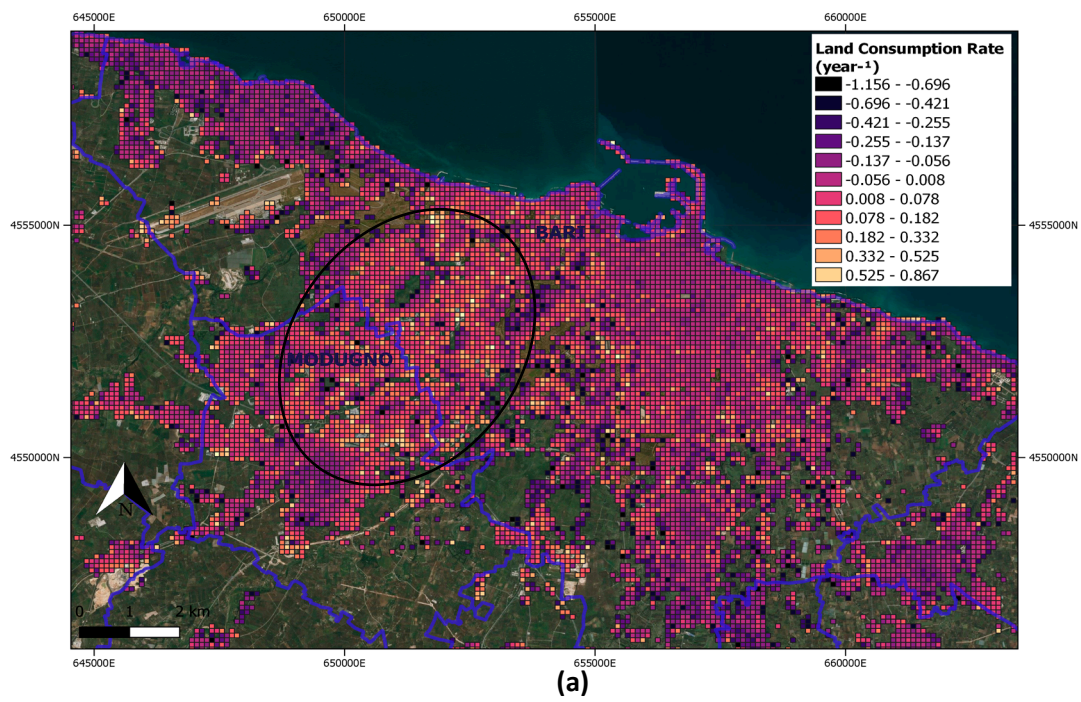 645000E 650000E 655000E 660000E
Land Consumption Rate
(year⁻¹)
-1.156 - -0.696
-0.696 - -0.421
-0.421 - -0.255
-0.255 - -0.137
-0.137 - -0.056
-0.056 - 0.008
0.008 - 0.078
0.078 - 0.182
0.182 - 0.332
0.332 - 0.525
0.525 - 0.867
4555000N 4555000N
BARI
MODUGNO
4550000N 4550000N
N
0 1 2 km
645000E 650000E 655000E 660000E
(a)